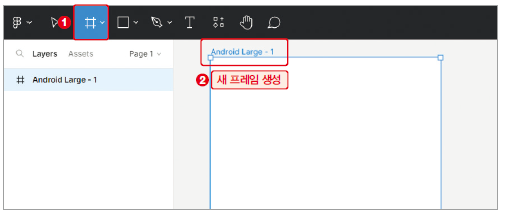 1
Layers Assets Page 1
Android Large - 1
Android Large - 1
2 새 프레임 생성